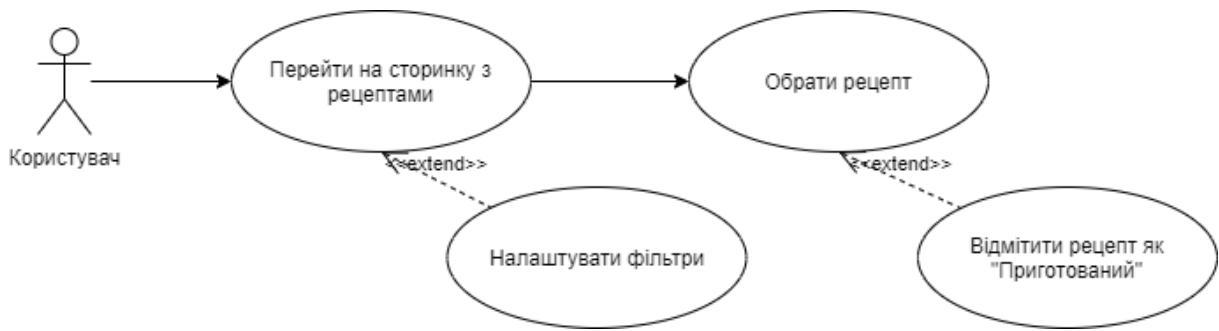 Перейти на сторинку з
рецептами
Обрати рецепт
Користувач
<<extend>>
<<extend>>
Налаштувати фільтри
Відмітити рецепт як
"Приготований"